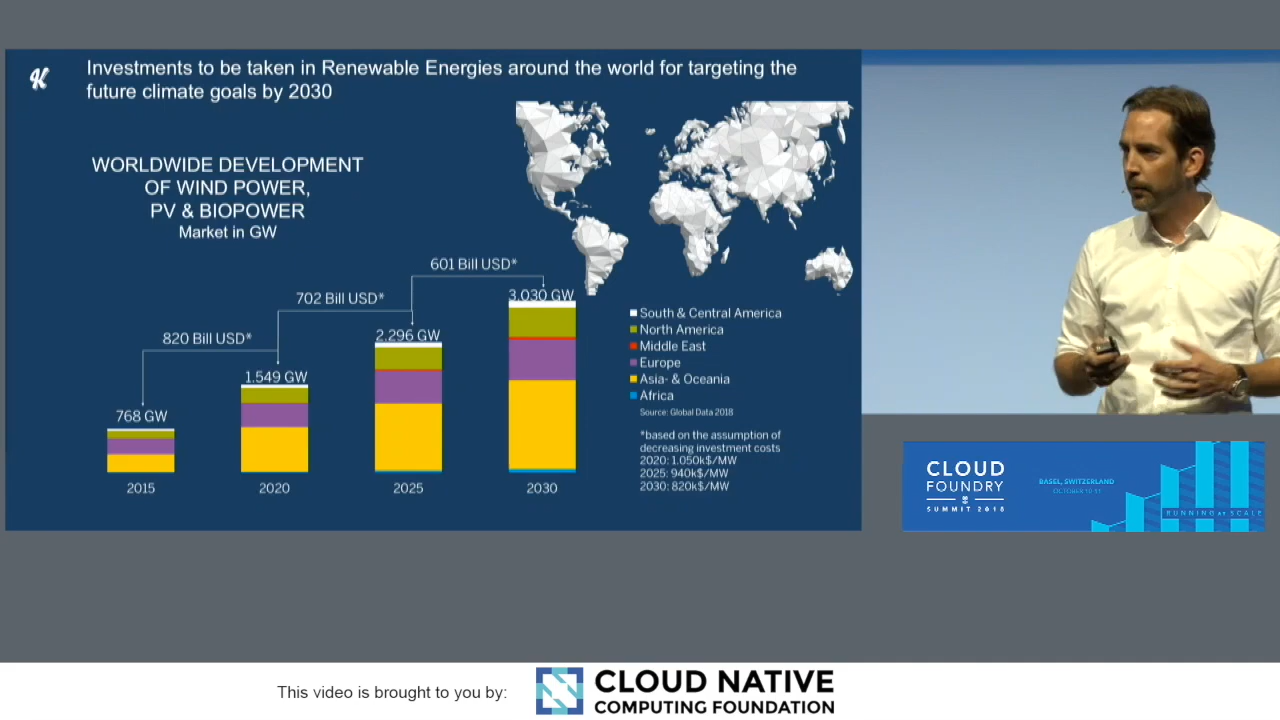 K
Investments to be taken in Renewable Energies around the world for targeting the
future climate goals by 2030
WORLDWIDE DEVELOPMENT
OF WIND POWER,
PV & BIOPOWER
Market in GW
601 Bill USD*
702 Bill USD*
820 Bill USD*
3.030 GW
2.296 GW
1.549 GW
768 GW
2015
2020
2025
2030
South & Central America
North America
Middle East
Europe
Asia- & Oceania
Africa
Source: Global Data 2018
*based on the assumption of
decreasing investment costs
2020: 1.050k$/MW
2025: 940k$/MW
2030: 820k$/MW
CLOUD
FOUNDRY
SUMMIT 2018
BASEL, SWITZERLAND
OCTOBER 10-11
RUNNING AT SCALE
This video is brought to you by:
CLOUD NATIVE
COMPUTING FOUNDATION